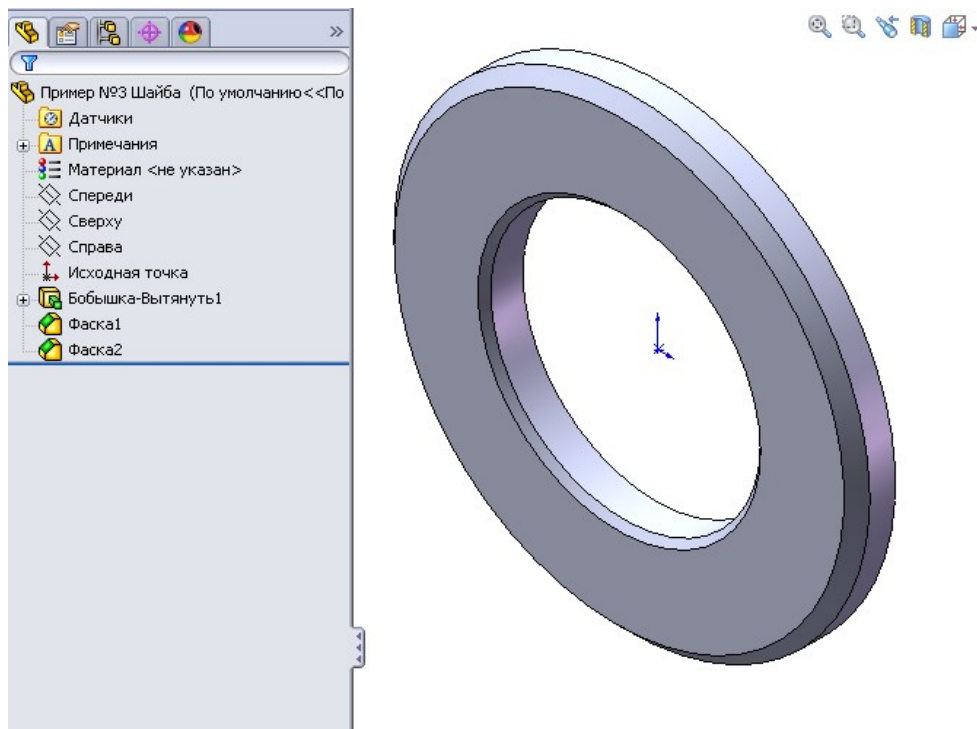 »
Пример №3 Шайба (По умолчанию<<По
Датчики
A Примечания
Материал <не указан>
Спереди
Сверху
Справа
Исходная точка
Бобышка-Вытянуть1
Фаска1
Фаска2